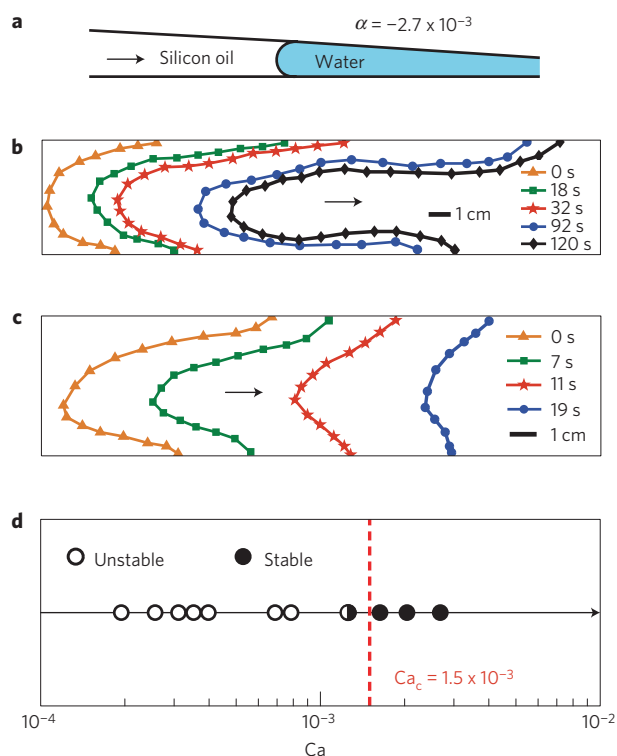 a
α = −2.7 x 10⁻³
Silicon oil
Water
b
0 s
18 s
32 s
92 s
120 s
1 cm
c
0 s
7 s
11 s
19 s
1 cm
d
Unstable
Stable
Ca_c = 1.5 x 10⁻³
10⁻⁴
10⁻³
10⁻²
Ca